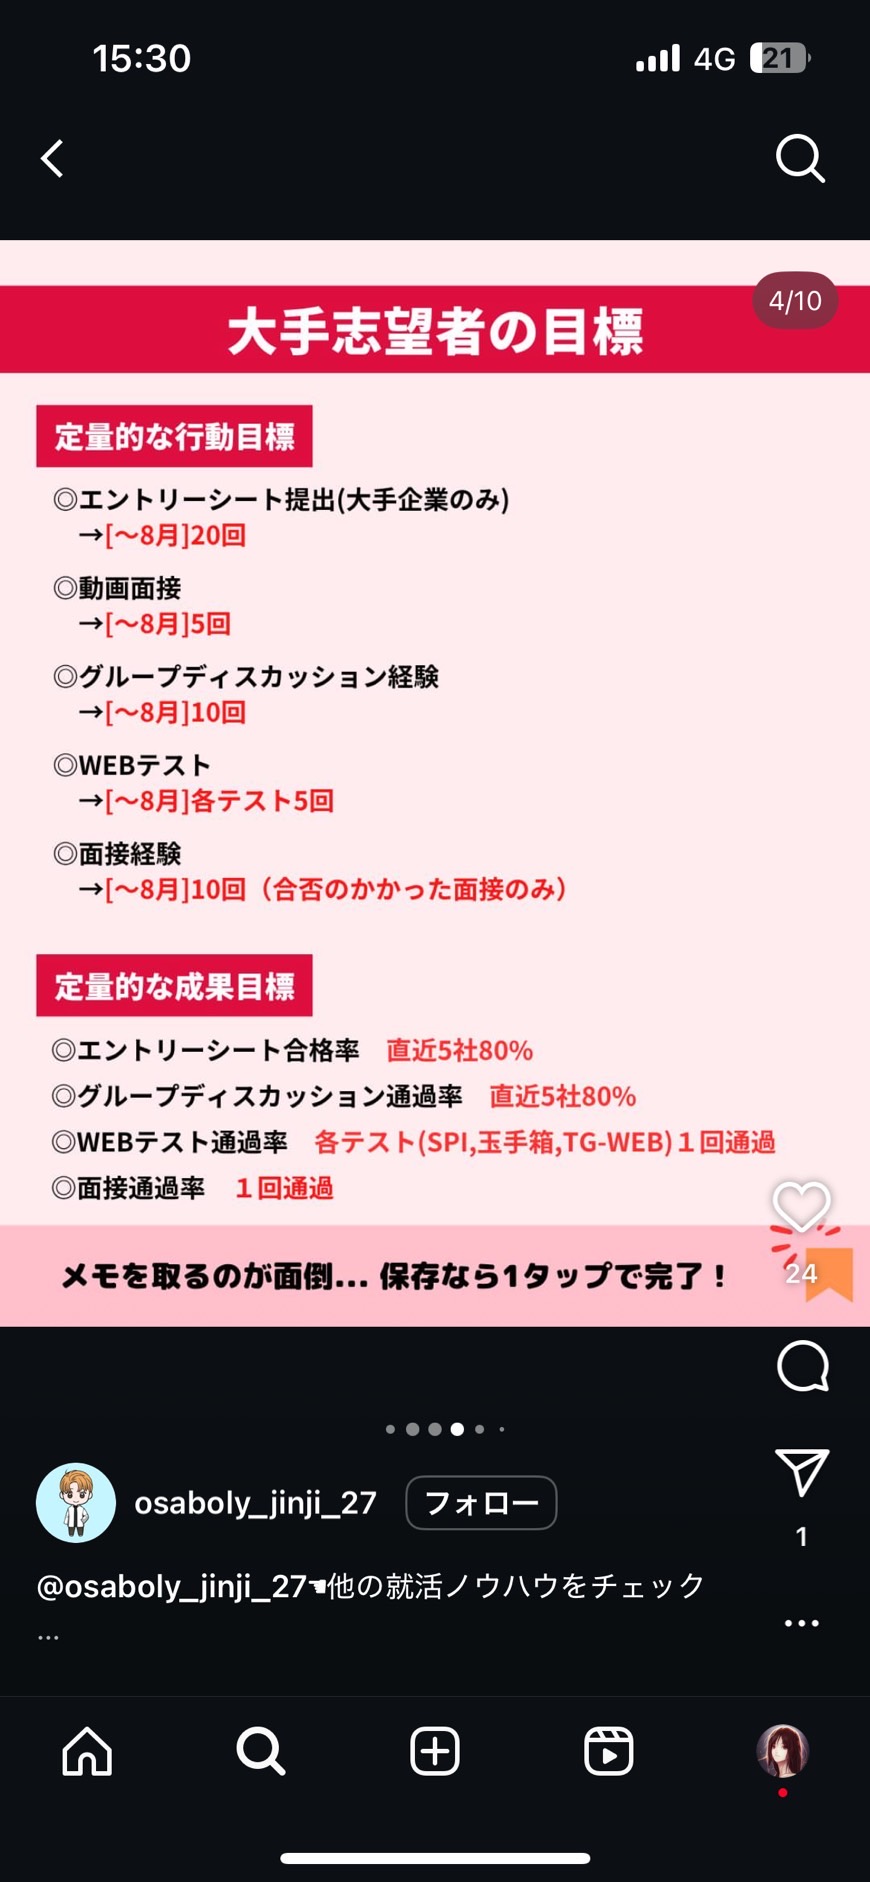 15:30
4G
21
4/10
大手志望者の目標
定量的な行動目標
◎エントリーシート提出(大手企業のみ)
→[〜8月]20回
◎動画面接
→[〜8月]5回
◎グループディスカッション経験
→[〜8月]10回
◎WEBテスト
→[〜8月]各テスト5回
◎面接経験
→[〜8月]10回（合否のかかった面接のみ）
定量的な成果目標
◎エントリーシート合格率　直近5社80%
◎グループディスカッション通過率　直近5社80%
◎WEBテスト通過率　各テスト(SPI,玉手箱,TG-WEB)１回通過
◎面接通過率　１回通過
メモを取るのが面倒... 保存なら1タップで完了！
24
osaboly_jinji_27
フォロー
1
@osaboly_jinji_27☚他の就活ノウハウをチェック
...